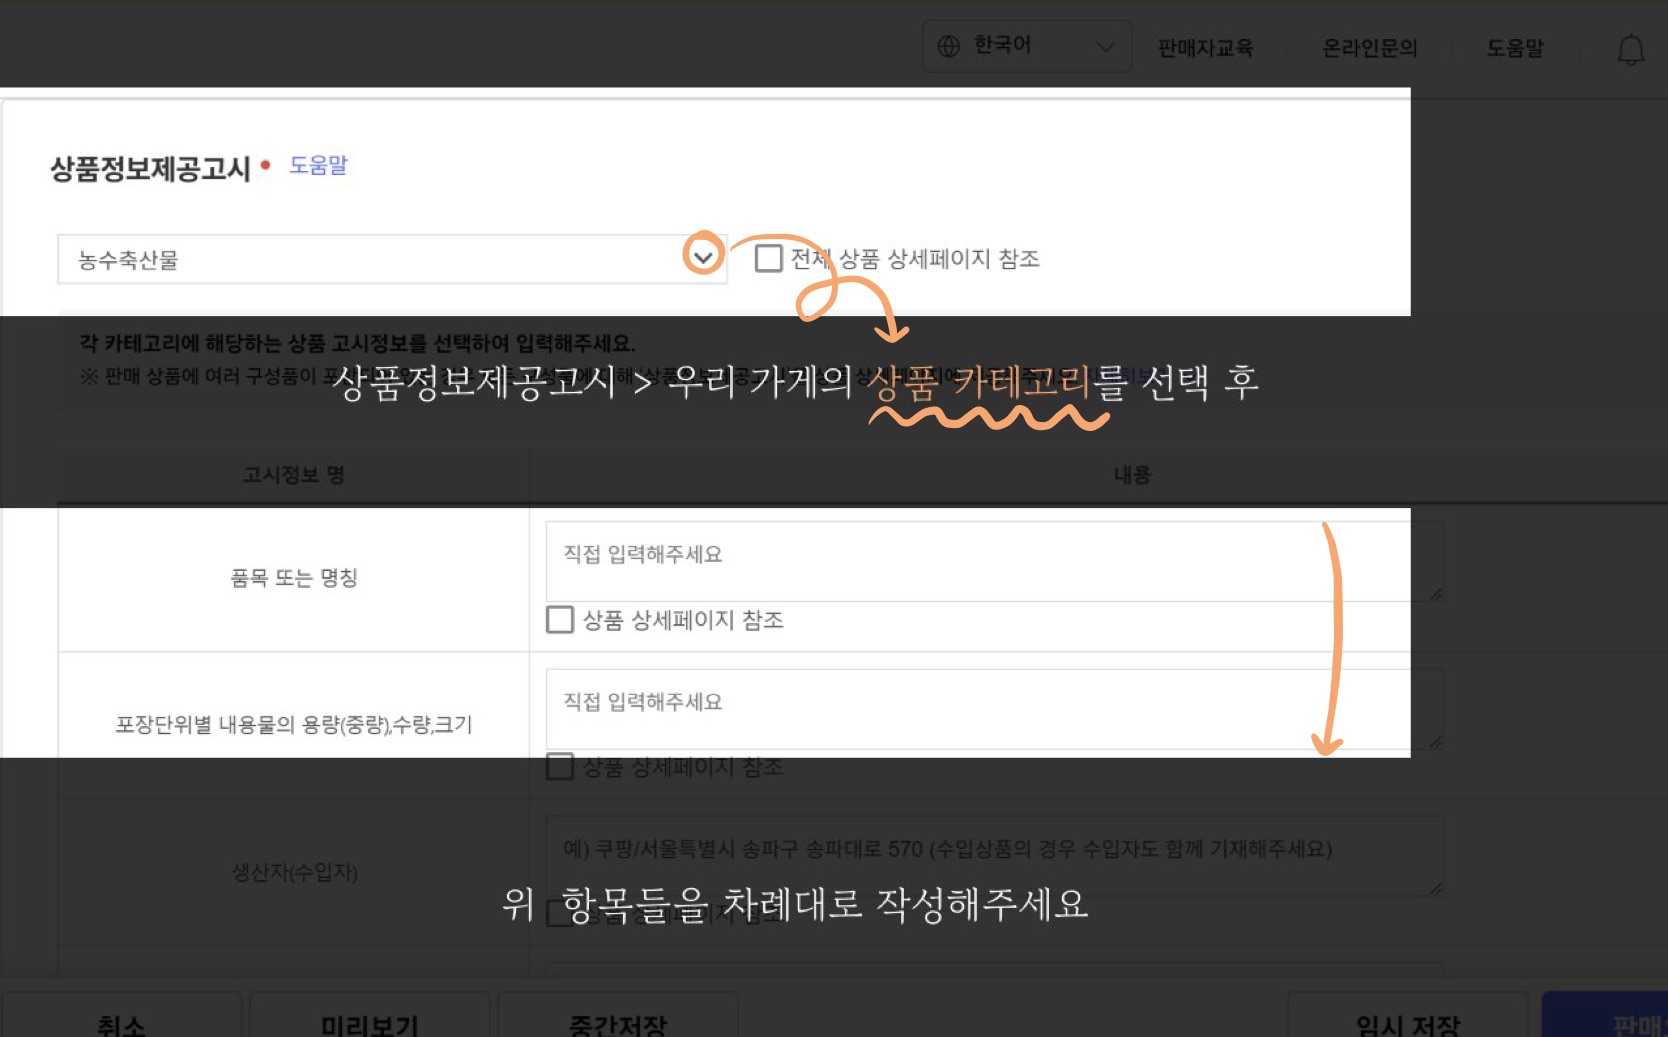 한국어
판매자교육
온라인문의
도움말
상품정보제공고시 • 도움말
농수축산물
전체 상품 상세페이지 참조
각 카테고리에 해당하는 상품 고시정보를 선택하여 입력해주세요.
※ 판매 상품에 여러 구성품이
상품정보제공고시 > 우리 가게의 상품 카테고리를 선택 후
고시정보 명
내용
품목 또는 명칭
직접 입력해주세요
상품 상세페이지 참조
포장단위별 내용물의 용량(중량),수량,크기
직접 입력해주세요
상품 상세페이지 참조
생산자(수입자)
예) 쿠팡/서울특별시 송파구 송파대로 570 (수입상품의 경우 수입자도 함께 기재해주세요)
위 항목들을 차례대로 작성해주세요
취소
미리보기
중간저장
임시 저장
판매